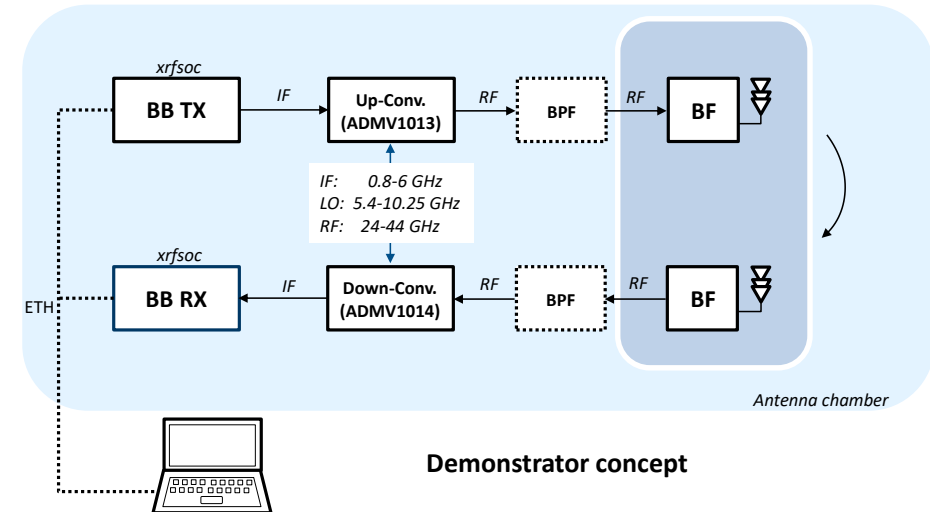 xrfsoc
BB TX
IF
Up-Conv.
(ADMV1013)
RF
BPF
RF
BF
IF: 0.8-6 GHz
LO: 5.4-10.25 GHz
RF: 24-44 GHz
xrfsoc
BB RX
IF
Down-Conv.
(ADMV1014)
RF
BPF
RF
BF
ETH
Antenna chamber
Demonstrator concept